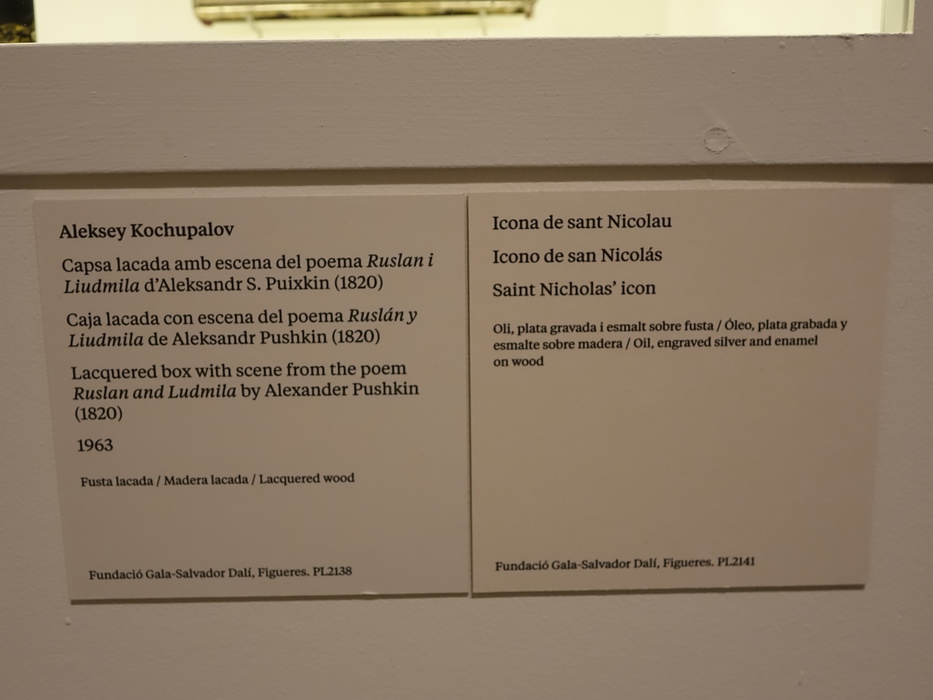 Aleksey Kochupalov
Capsa lacada amb escena del poema Ruslan i
Liudmila d'Aleksandr S. Puixkin (1820)
Caja lacada con escena del poema Ruslán y
Liudmila de Aleksandr Pushkin (1820)
Lacquered box with scene from the poem
Ruslan and Ludmila by Alexander Pushkin
(1820)
1963
Fusta lacada / Madera lacada / Lacquered wood
Fundació Gala-Salvador Dalí, Figueres. PL2138
Icona de sant Nicolau
Icono de san Nicolás
Saint Nicholas' icon
Oli, plata gravada i esmalt sobre fusta / Óleo, plata grabada y
esmalte sobre madera / Oil, engraved silver and enamel
on wood
Fundació Gala-Salvador Dalí, Figueres. PL2141